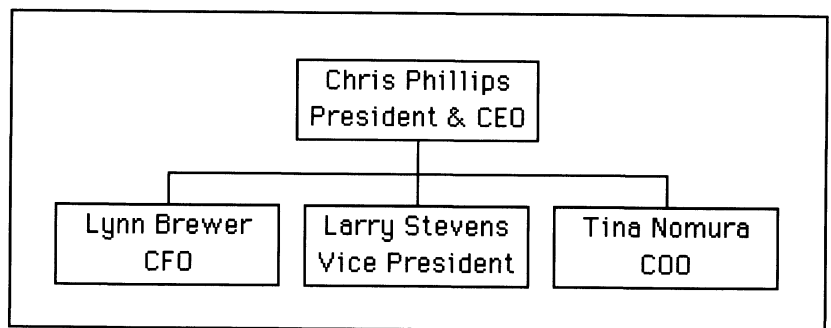 Chris Phillips
President & CEO
Lynn Brewer
CFO
Larry Stevens
Vice President
Tina Nomura
COO